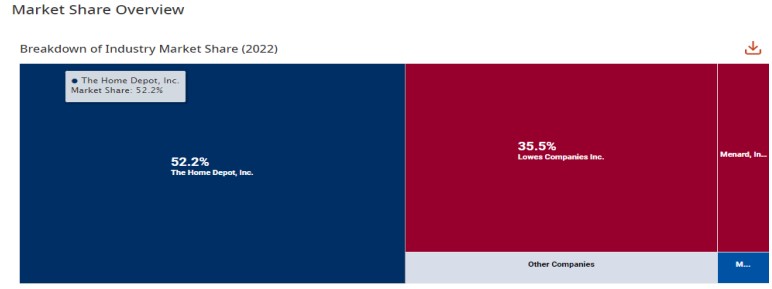 Market Share Overview
Breakdown of Industry Market Share (2022)
The Home Depot, Inc.
Market Share: 52.2%
52.2%
The Home Depot, Inc.
35.5%
Lowes Companies Inc.
Menard, In...
Other Companies
M...